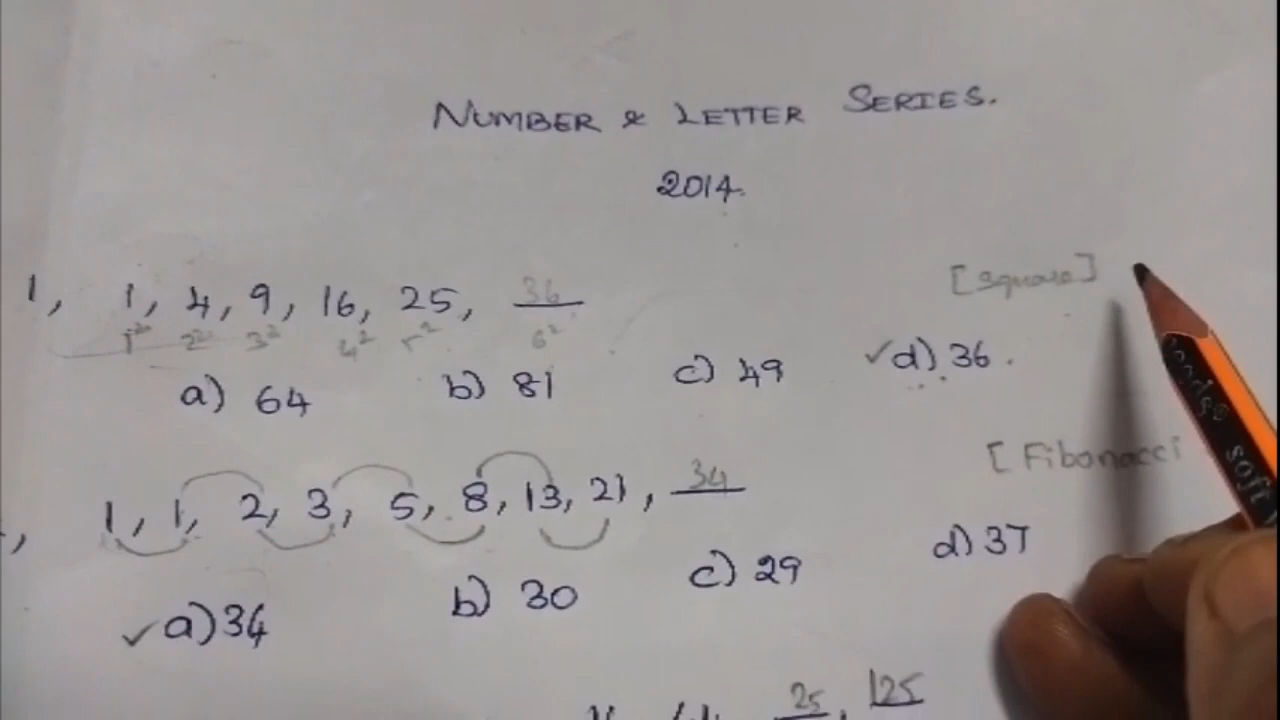 NUMBER & LETTER SERIES.
2014.
1, 1, 4, 9, 16, 25, 36 [square]
1² 2² 3² 4² 5² 6²
a) 64 b) 81 c) 49 ✓d) 36.
1, 1, 2, 3, 5, 8, 13, 21, 34 [Fibonacci
✓a) 34 b) 30 c) 29 d) 37
25, 125
soft